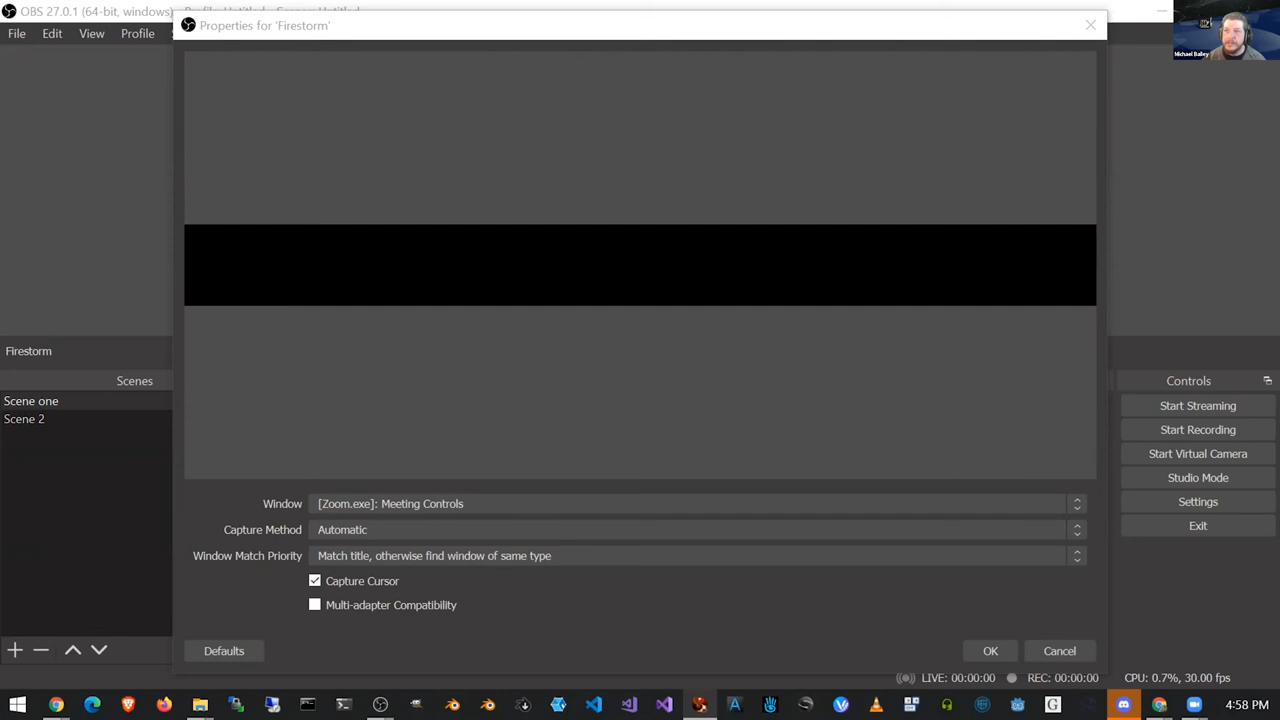 OBS 27.0.1 (64-bit, windows)
Properties for 'Firestorm'
File Edit View Profile
Michael Bailey
Firestorm
Scenes
Scene one
Scene 2
Window [Zoom.exe]: Meeting Controls
Capture Method Automatic
Window Match Priority Match title, otherwise find window of same type
Capture Cursor
Multi-adapter Compatibility
Defaults OK Cancel
Controls
Start Streaming
Start Recording
Start Virtual Camera
Studio Mode
Settings
Exit
LIVE: 00:00:00 REC: 00:00:00 CPU: 0.7%, 30.00 fps
4:58 PM